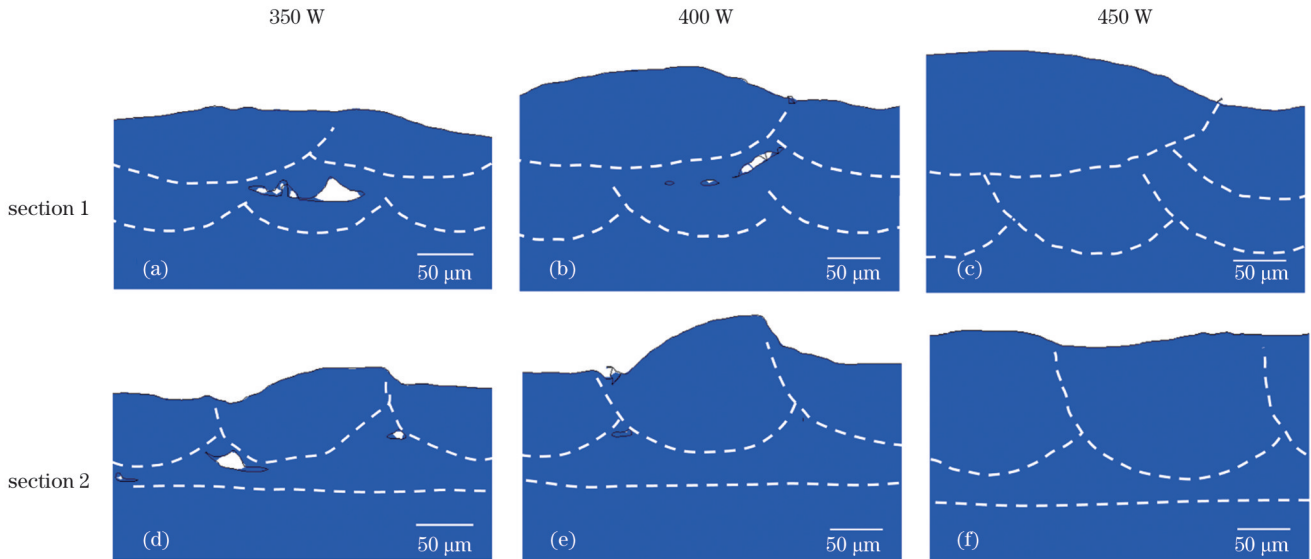 350 W
400 W
450 W
section 1
(a)
50 μm
(b)
50 μm
(c)
50 μm
section 2
(d)
50 μm
(e)
50 μm
(f)
50 μm